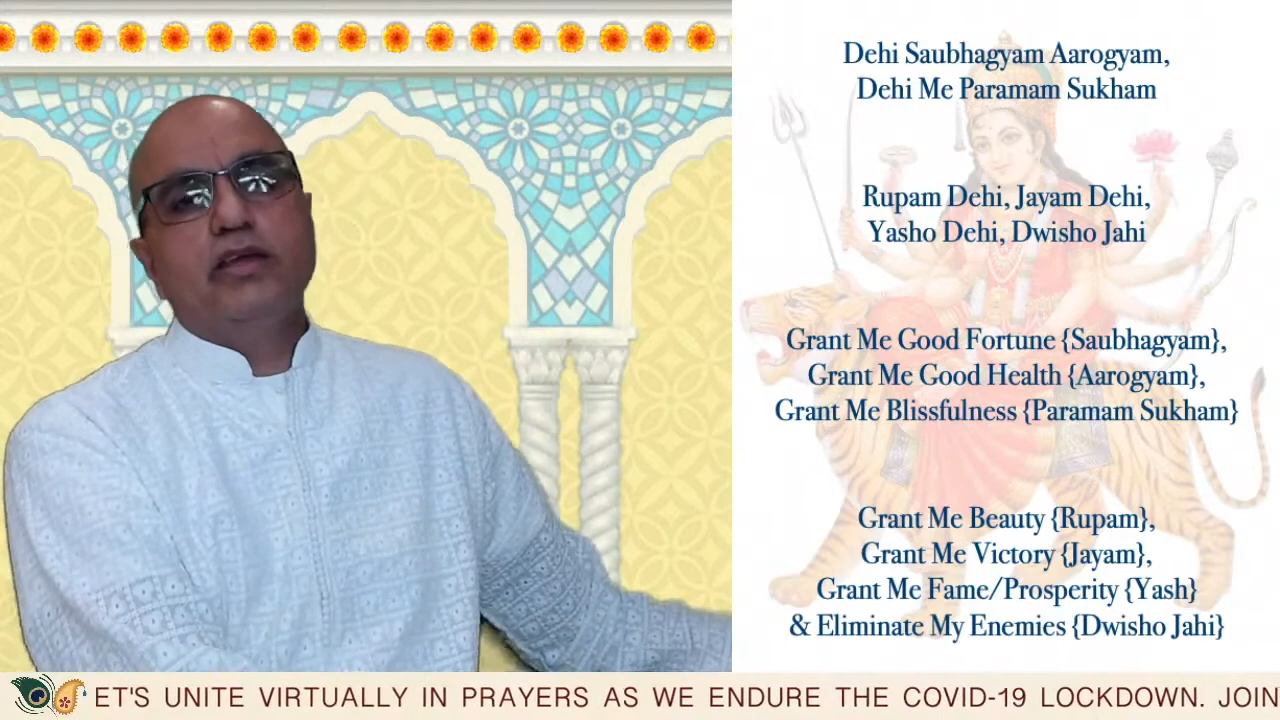 Dehi Saubhagyam Aarogyam,
Dehi Me Paramam Sukham
Rupam Dehi, Jayam Dehi,
Yasho Dehi, Dwisho Jahi
Grant Me Good Fortune {Saubhagyam},
Grant Me Good Health {Aarogyam},
Grant Me Blissfulness {Paramam Sukham}
Grant Me Beauty {Rupam},
Grant Me Victory {Jayam},
Grant Me Fame/Prosperity {Yash}
& Eliminate My Enemies {Dwisho Jahi}
ET'S UNITE VIRTUALLY IN PRAYERS AS WE ENDURE THE COVID-19 LOCKDOWN. JOIN